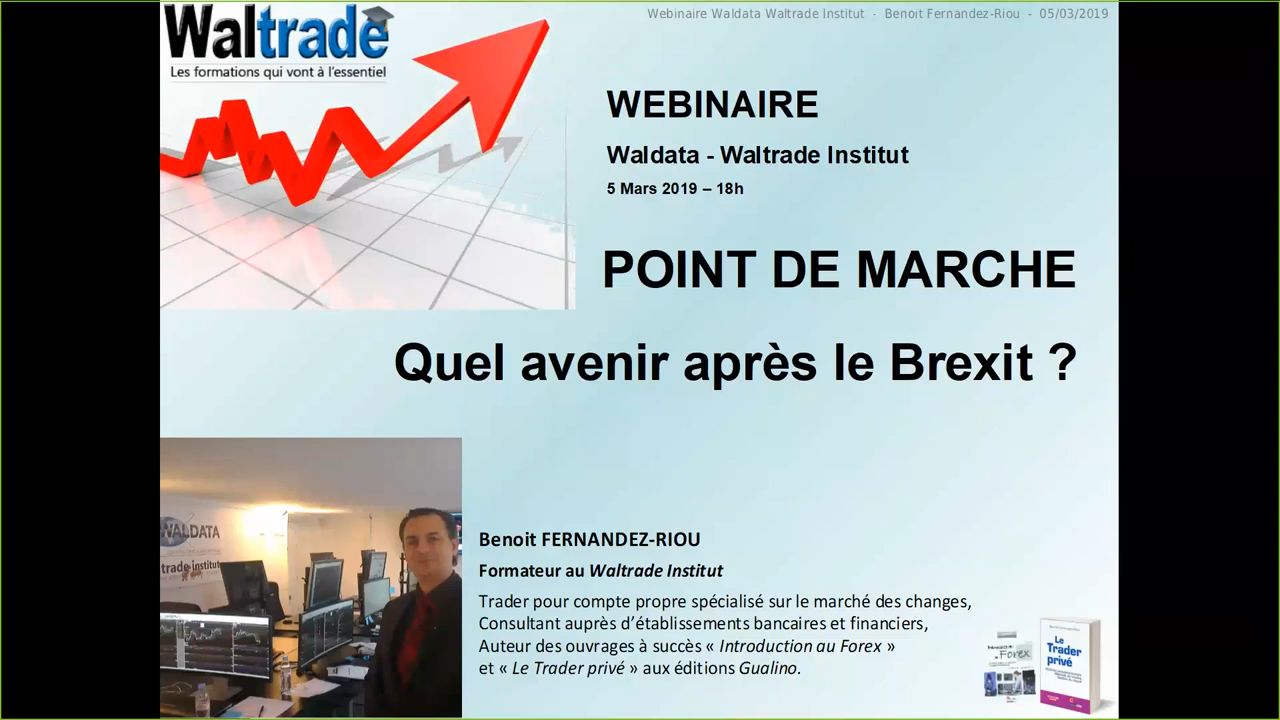 Webinaire Waldata Waltrade Institut - Benoit Fernandez-Riou - 05/03/2019
Waltrade
Les formations qui vont à l'essentiel
WEBINAIRE
Waldata - Waltrade Institut
5 Mars 2019 – 18h
POINT DE MARCHE
Quel avenir après le Brexit ?
WALDATA
trade institut
Benoit FERNANDEZ-RIOU
Formateur au Waltrade Institut
Trader pour compte propre spécialisé sur le marché des changes,
Consultant auprès d'établissements bancaires et financiers,
Auteur des ouvrages à succès « Introduction au Forex »
et « Le Trader privé » aux éditions Gualino.
Forex
Le
Trader
privé